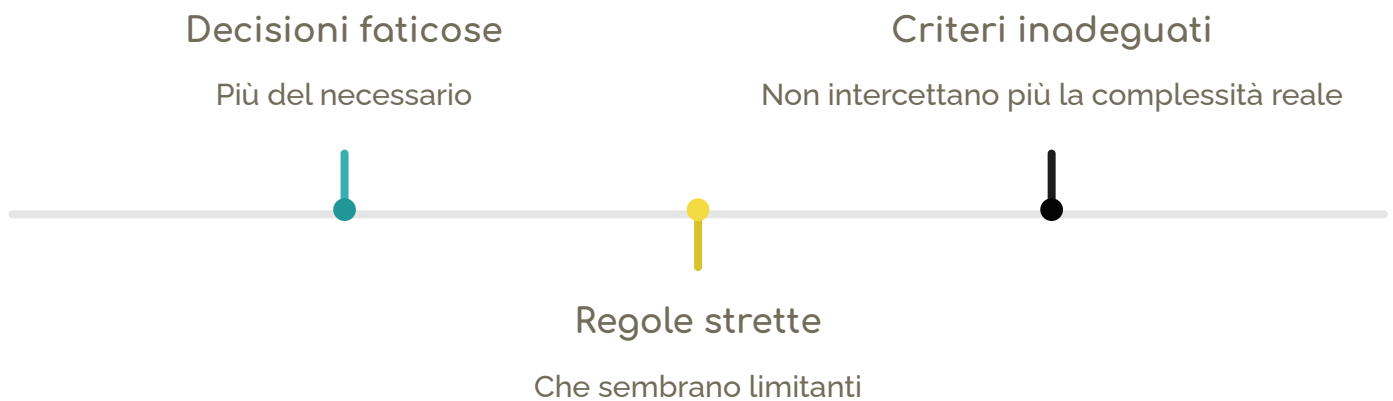 Decisioni faticose
Più del necessario
Criteri inadeguati
Non intercettano più la complessità reale
Regole strette
Che sembrano limitanti